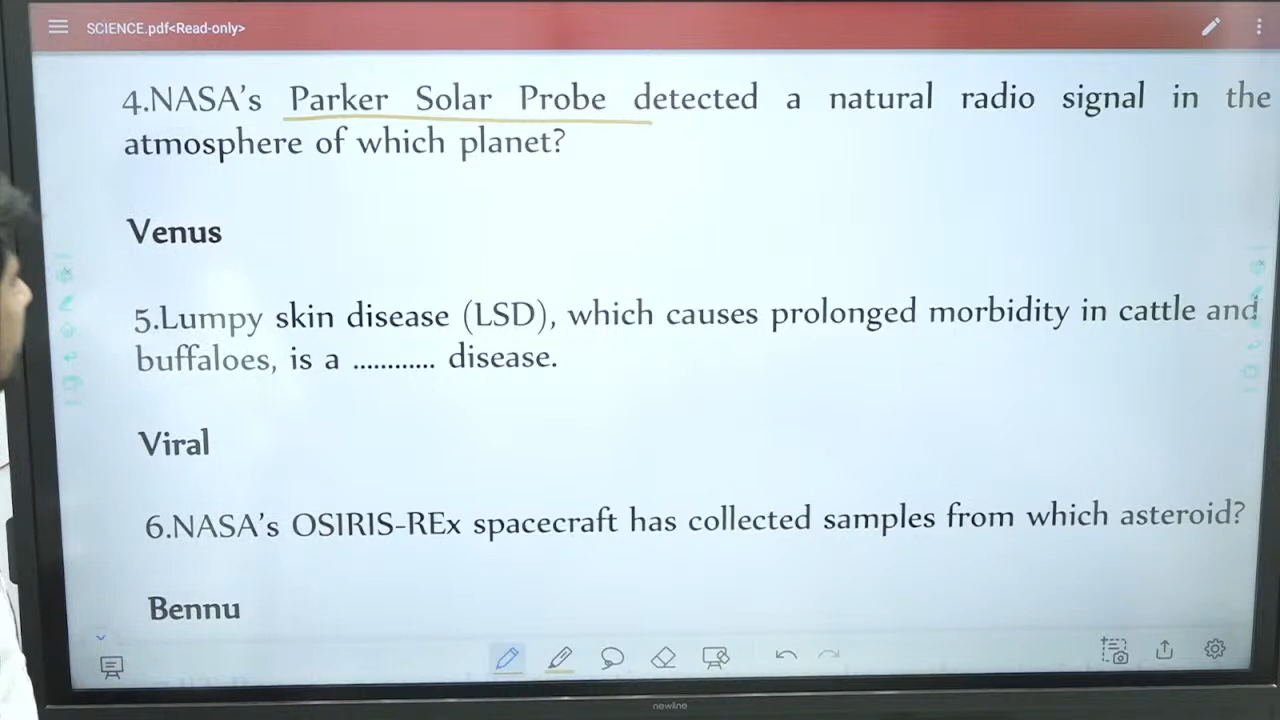 SCIENCE.pdf<Read-only>
4.NASA's Parker Solar Probe detected a natural radio signal in the
atmosphere of which planet?
Venus
5.Lumpy skin disease (LSD), which causes prolonged morbidity in cattle and
buffaloes, is a ............ disease.
Viral
6.NASA's OSIRIS-REx spacecraft has collected samples from which asteroid?
Bennu
newline